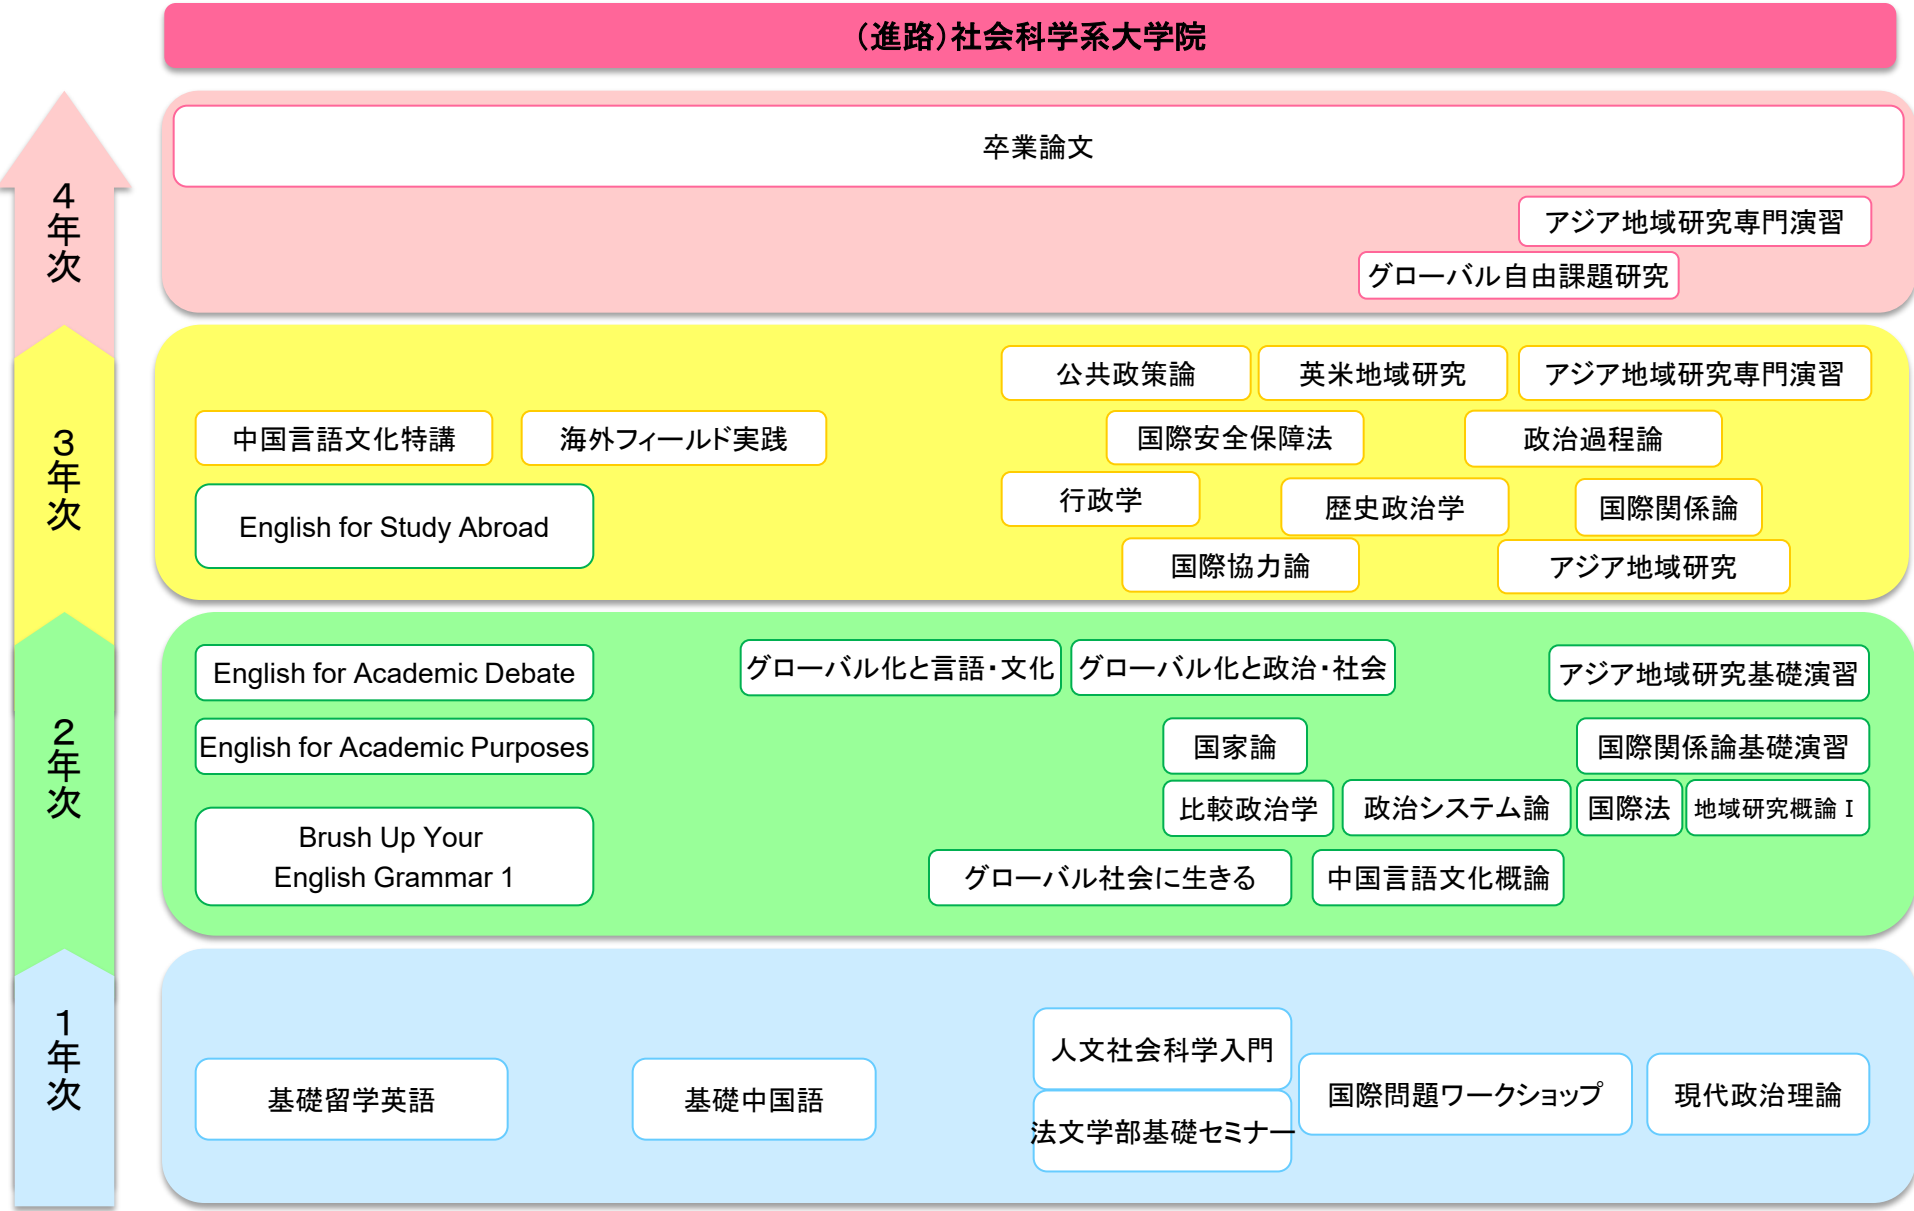 （進路）社会科学系大学院
4年次
卒業論文
アジア地域研究専門演習
グローバル自由課題研究
3年次
公共政策論
英米地域研究
アジア地域研究専門演習
中国言語文化特講
海外フィールド実践
国際安全保障法
政治過程論
English for Study Abroad
行政学
歴史政治学
国際関係論
国際協力論
アジア地域研究
2年次
English for Academic Debate
グローバル化と言語・文化
グローバル化と政治・社会
アジア地域研究基礎演習
English for Academic Purposes
国家論
国際関係論基礎演習
比較政治学
政治システム論
国際法
地域研究概論Ⅰ
Brush Up Your
English Grammar 1
グローバル社会に生きる
中国言語文化概論
1年次
人文社会科学入門
基礎留学英語
基礎中国語
法文学部基礎セミナー
国際問題ワークショップ
現代政治理論